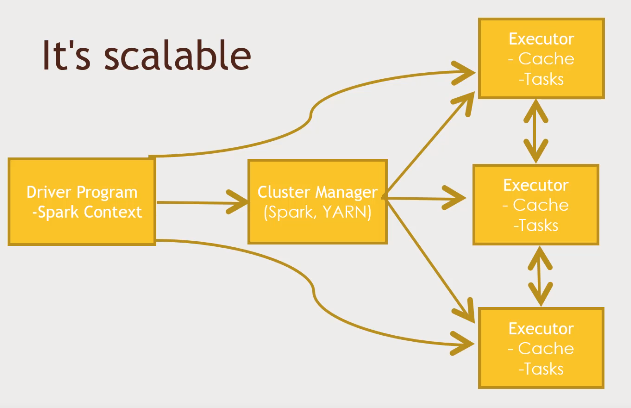 It's scalable
Driver Program
-Spark Context
Cluster Manager
(Spark, YARN)
Executor
- Cache
-Tasks
Executor
- Cache
-Tasks
Executor
- Cache
-Tasks